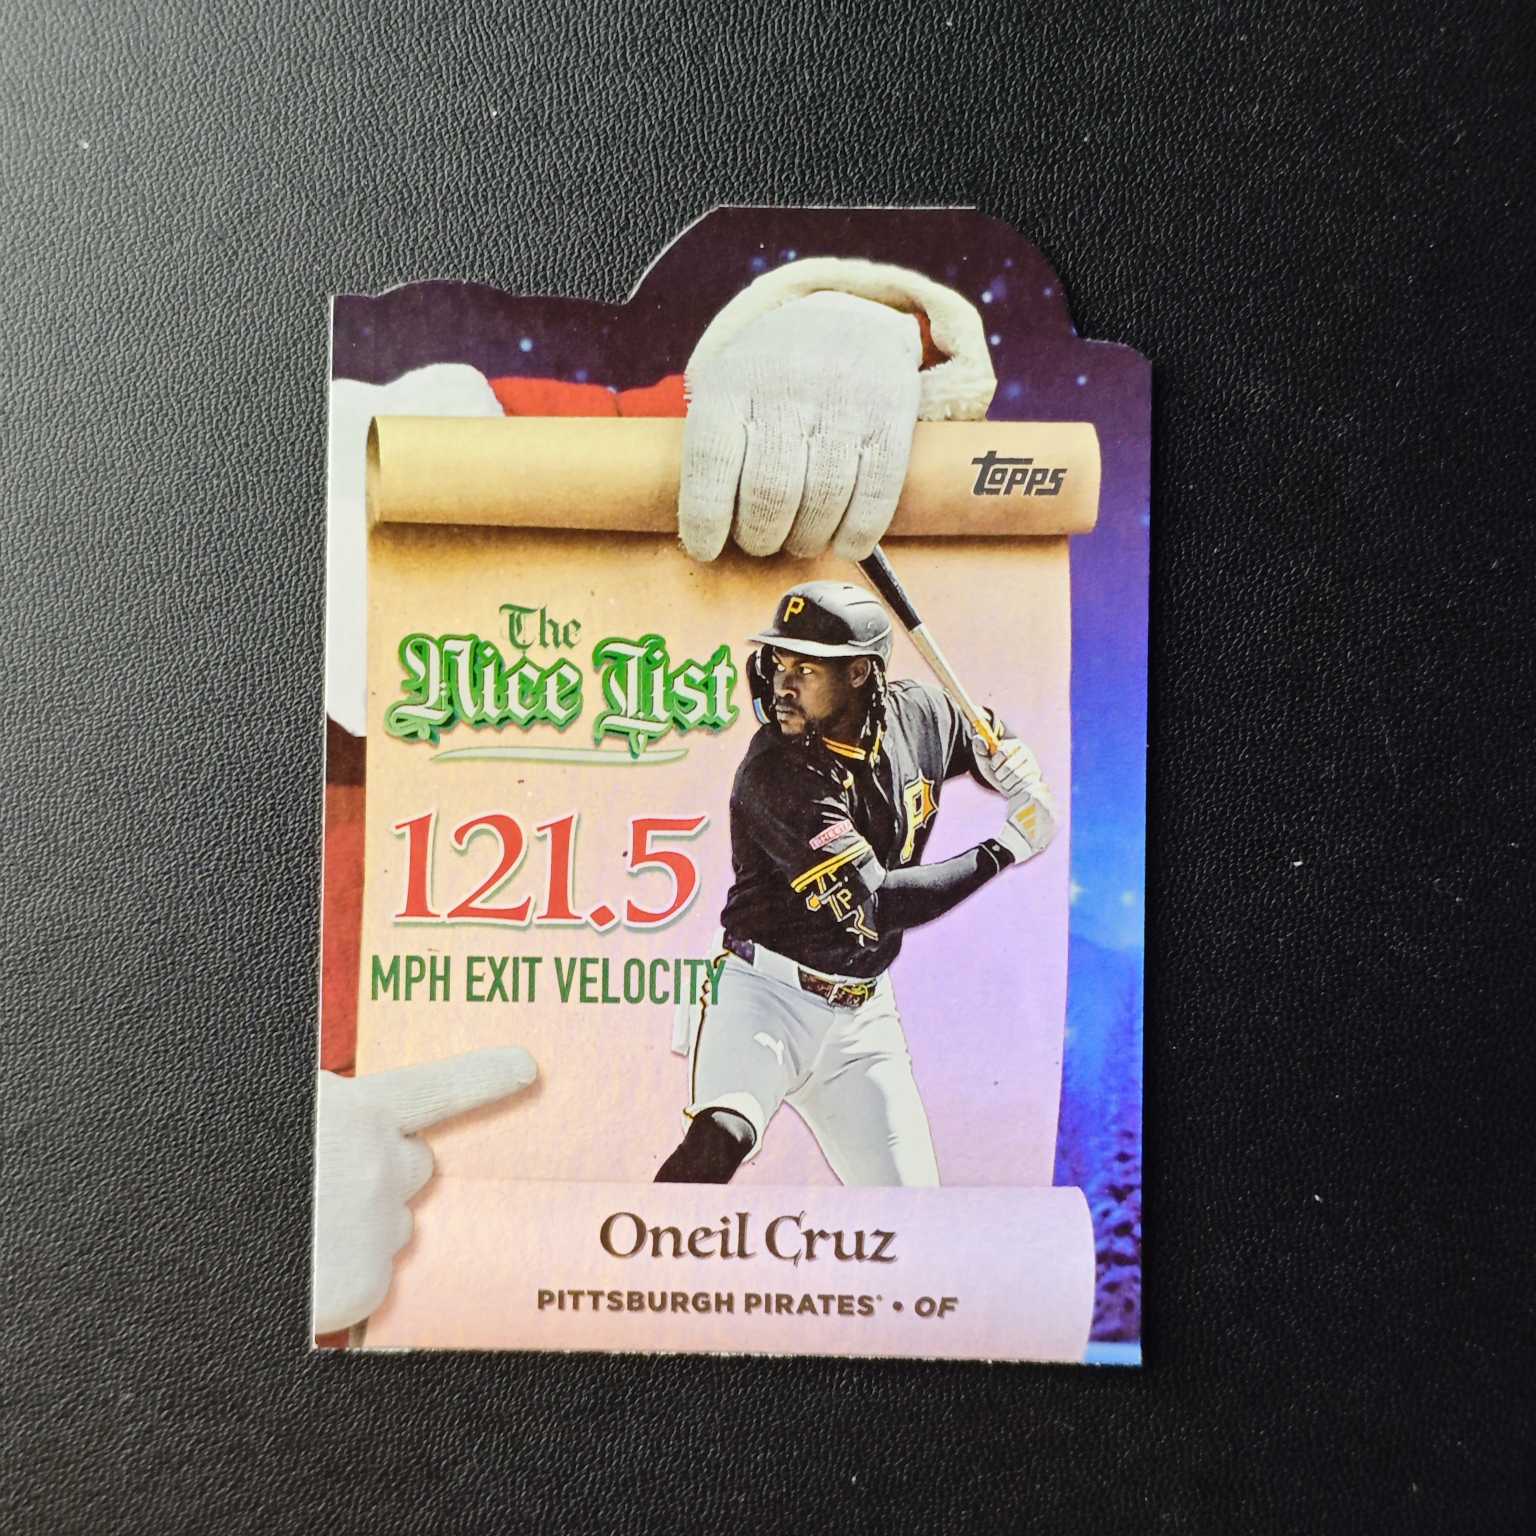 topps
The
Nice List
121.5
MPH EXIT VELOCITY
P
P
P
Oneil Cruz
PITTSBURGH PIRATES • OF